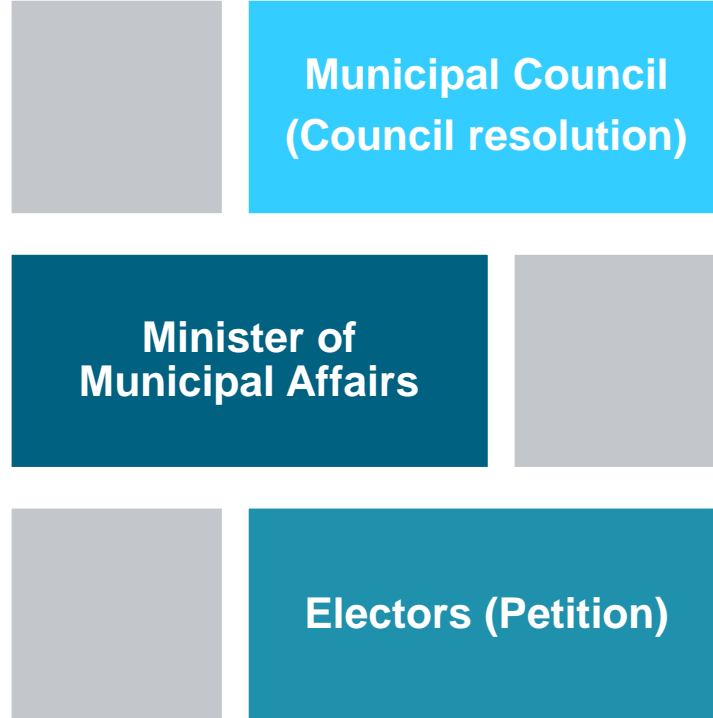 Municipal Council
(Council resolution)
Minister of
Municipal Affairs
Electors (Petition)